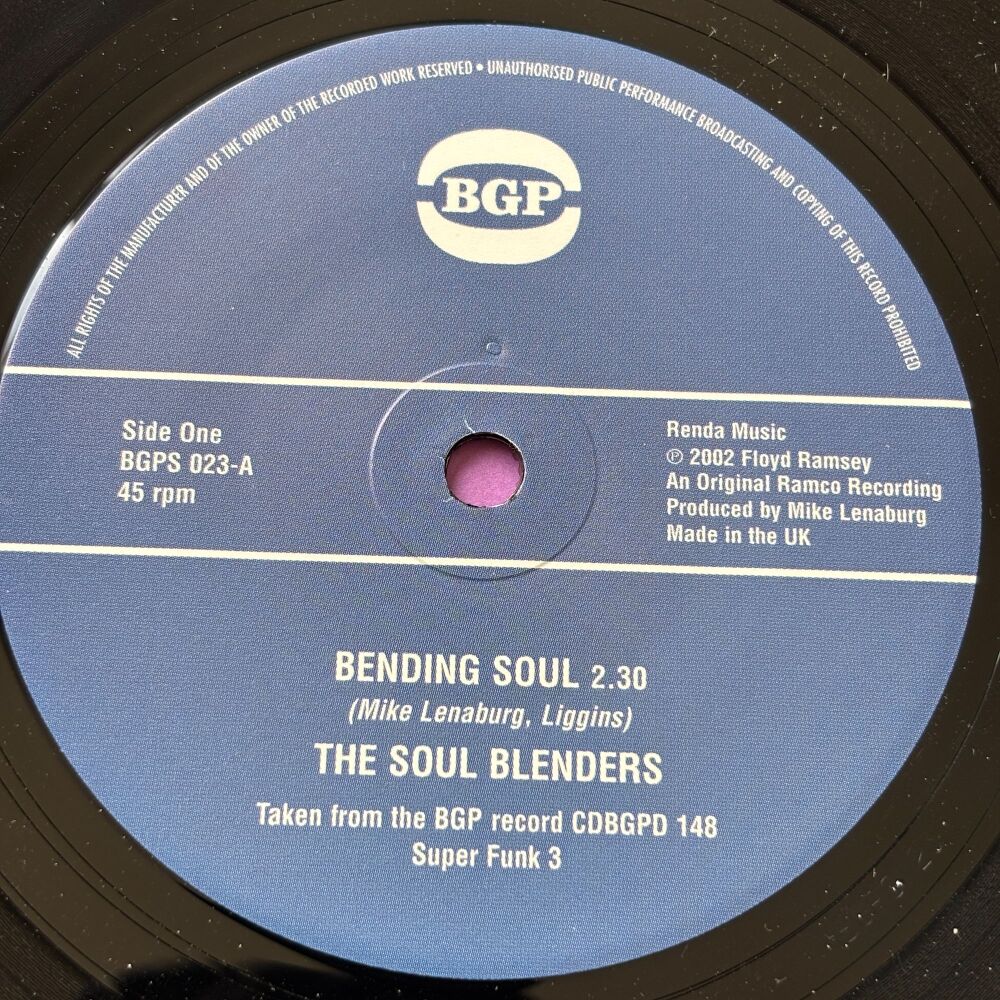 ALL RIGHTS OF THE MANUFACTURER AND OF THE OWNER OF THE RECORDED WORK RESERVED • UNAUTHORISED PUBLIC PERFORMANCE BROADCASTING AND COPYING OF THIS RECORD PROHIBITED
BGP
Side One
BGPS 023-A
45 rpm
Renda Music
℗ 2002 Floyd Ramsey
An Original Ramco Recording
Produced by Mike Lenaburg
Made in the UK
BENDING SOUL 2.30
(Mike Lenaburg, Liggins)
THE SOUL BLENDERS
Taken from the BGP record CDBGPD 148
Super Funk 3